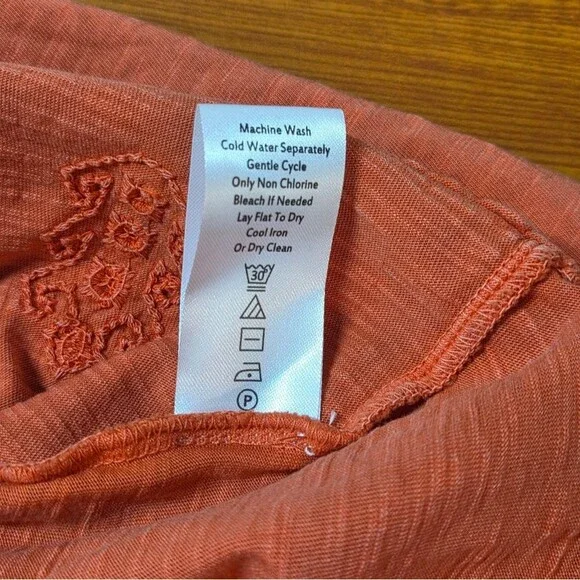 Machine Wash
Cold Water Separately
Gentle Cycle
Only Non Chlorine
Bleach If Needed
Lay Flat To Dry
Cool Iron
Or Dry Clean
30
P